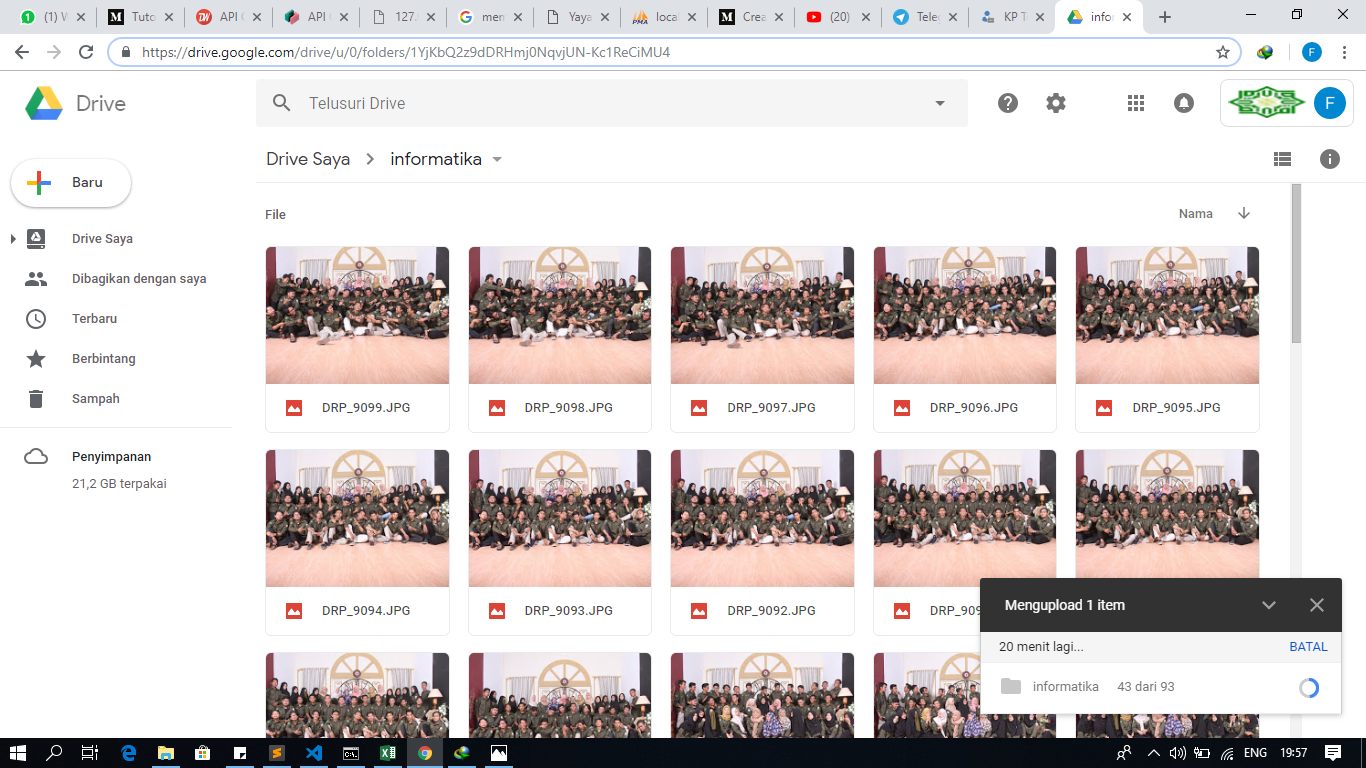 (1) W
Tuto
API
API
127.
men
Yaya
loca
Crea
(20)
Tele
KP T
infor
https://drive.google.com/drive/u/0/folders/1YjKbQ2z9dDRHmj0NqvjUN-Kc1ReCiMU4
F
Drive
Telusuri Drive
F
Drive Saya
informatika
Baru
File
Nama
Drive Saya
Dibagikan dengan saya
Terbaru
Berbintang
Sampah
Penyimpanan
21,2 GB terpakai
DRP_9099.JPG
DRP_9098.JPG
DRP_9097.JPG
DRP_9096.JPG
DRP_9095.JPG
DRP_9094.JPG
DRP_9093.JPG
DRP_9092.JPG
DRP_909
Mengupload 1 item
20 menit lagi...
BATAL
informatika
43 dari 93
ENG
19:57